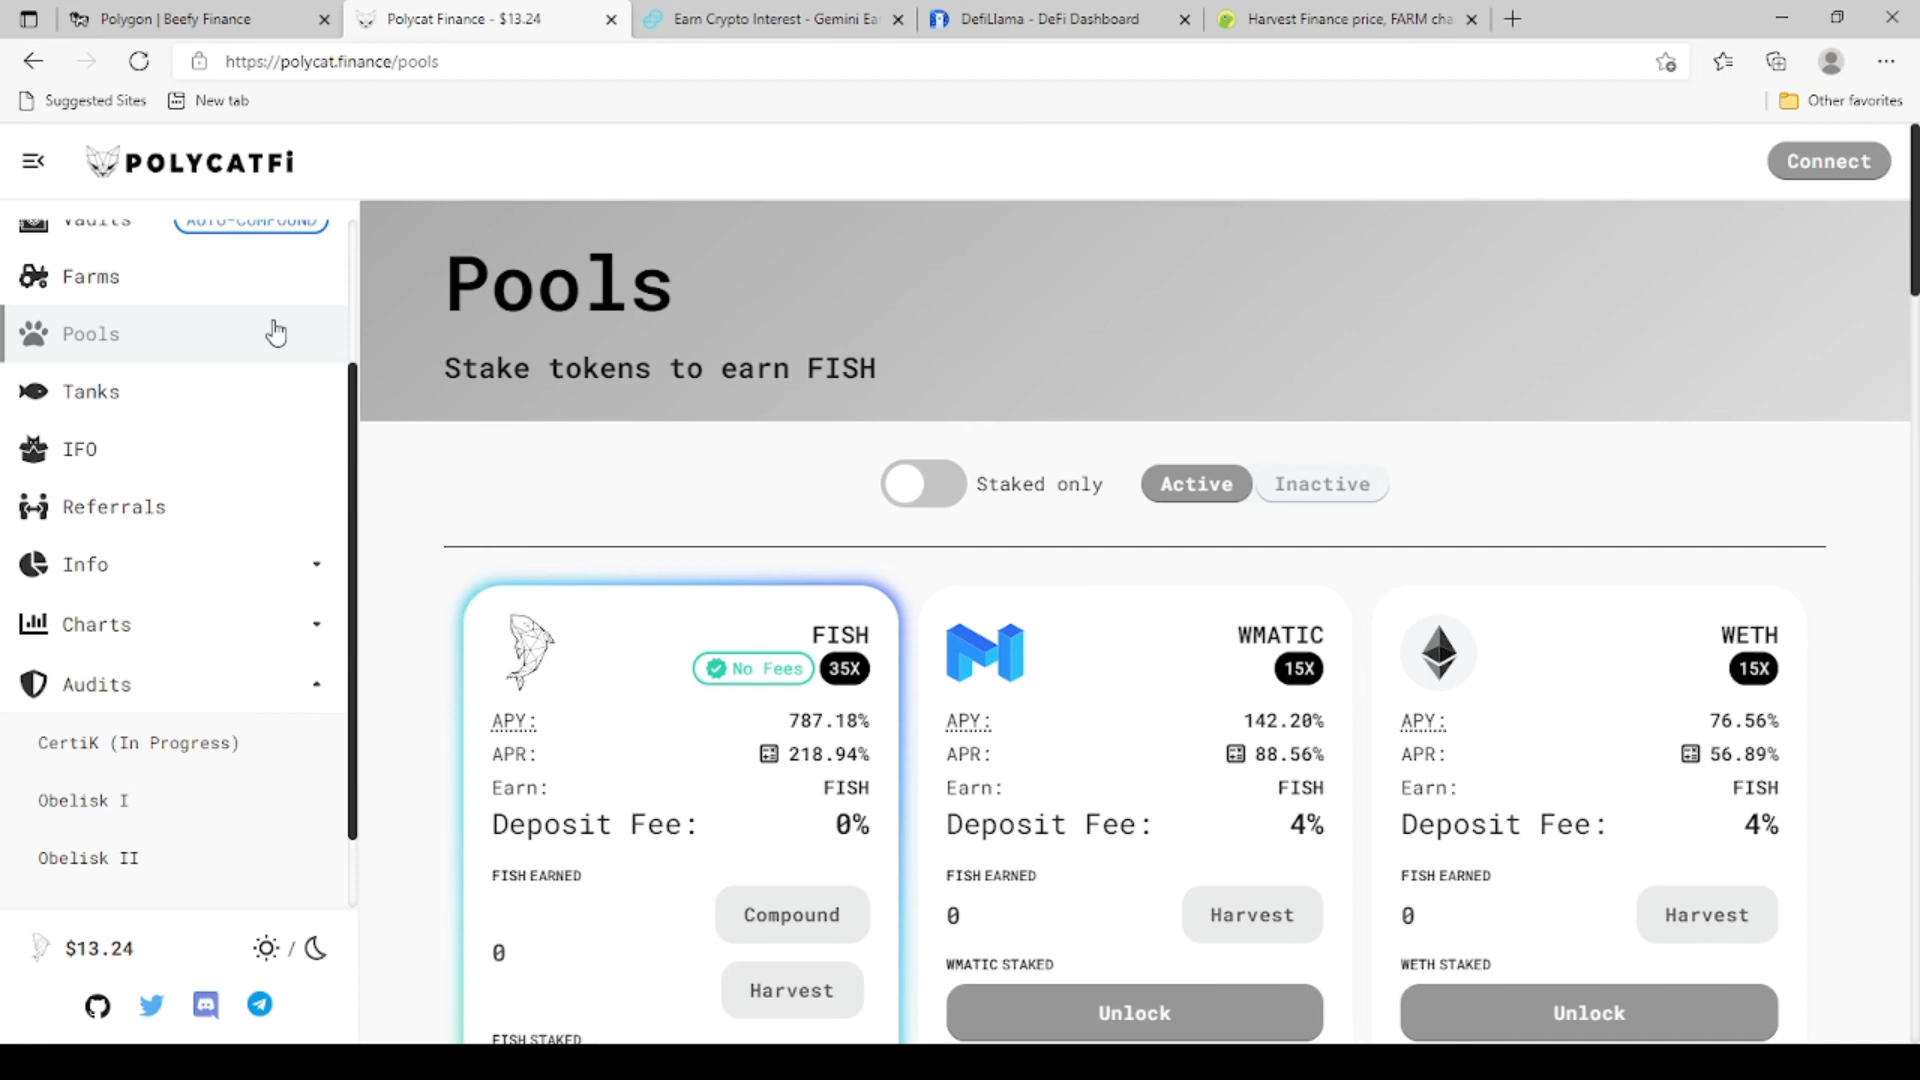 Polygon | Beefy Finance
Polycat Finance - $13.24
Earn Crypto Interest - Gemini Ea
DefiLlama - DeFi Dashboard
Harvest Finance price, FARM cha
https://polycat.finance/pools
Suggested Sites
New tab
Other favorites
POLYCATFi
Connect
Vaults
AUTO-COMPOUND
Farms
Pools
Tanks
IFO
Referrals
Info
Charts
Audits
CertiK (In Progress)
Obelisk I
Obelisk II
$13.24
/
Pools
Stake tokens to earn FISH
Staked only
Active
Inactive
FISH
No Fees
35X
APY: 787.18%
APR: 218.94%
Earn: FISH
Deposit Fee: 0%
FISH EARNED
Compound
0
Harvest
FISH STAKED
WMATIC
15X
APY: 142.20%
APR: 88.56%
Earn: FISH
Deposit Fee: 4%
FISH EARNED
0
Harvest
WMATIC STAKED
Unlock
WETH
15X
APY: 76.56%
APR: 56.89%
Earn: FISH
Deposit Fee: 4%
FISH EARNED
0
Harvest
WETH STAKED
Unlock